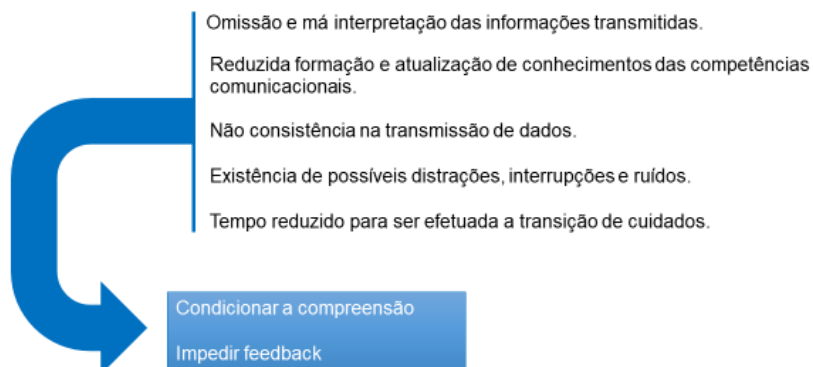 Omissão e má interpretação das informações transmitidas.
Reduzida formação e atualização de conhecimentos das competências
comunicacionais.
Não consistência na transmissão de dados.
Existência de possíveis distrações, interrupções e ruídos.
Tempo reduzido para ser efetuada a transição de cuidados.
Condicionar a compreensão
Impedir feedback